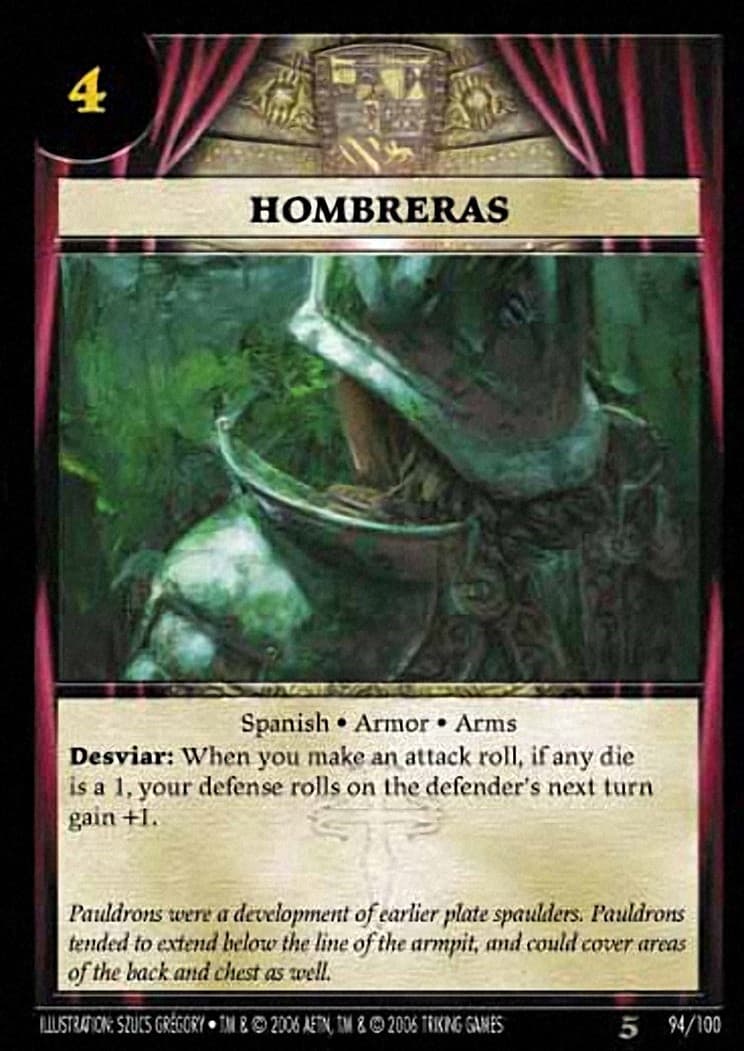 4
HOMBRERAS
Spanish • Armor • Arms
Desviar: When you make an attack roll, if any die
is a 1, your defense rolls on the defender's next turn
gain +1.
Pauldrons were a development of earlier plate spaulders. Pauldrons
tended to extend below the line of the armpit, and could cover areas
of the back and chest as well.
ILLUSTRATION: SZUCS GRÉGORY • TM & © 2006 AETN, TM & © 2006 TRIKING GAMES 5 94/100